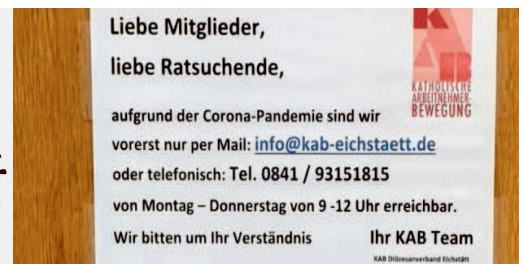 Liebe Mitglieder,
liebe Ratsuchende,
KAB
KATHOLISCHE
ARBEITNEHMER-
BEWEGUNG
aufgrund der Corona-Pandemie sind wir
vorerst nur per Mail: info@kab-eichstaett.de
oder telefonisch: Tel. 0841 / 93151815
von Montag – Donnerstag von 9 -12 Uhr erreichbar.
Wir bitten um Ihr Verständnis Ihr KAB Team
KAB Diözesanverband Eichstätt